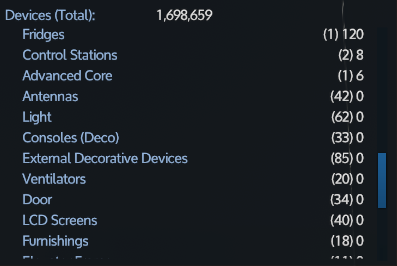 Devices (Total): 1,698,659
Fridges (1) 120
Control Stations (2) 8
Advanced Core (1) 6
Antennas (42) 0
Light (62) 0
Consoles (Deco) (33) 0
External Decorative Devices (85) 0
Ventilators (20) 0
Door (34) 0
LCD Screens (40) 0
Furnishings (18) 0